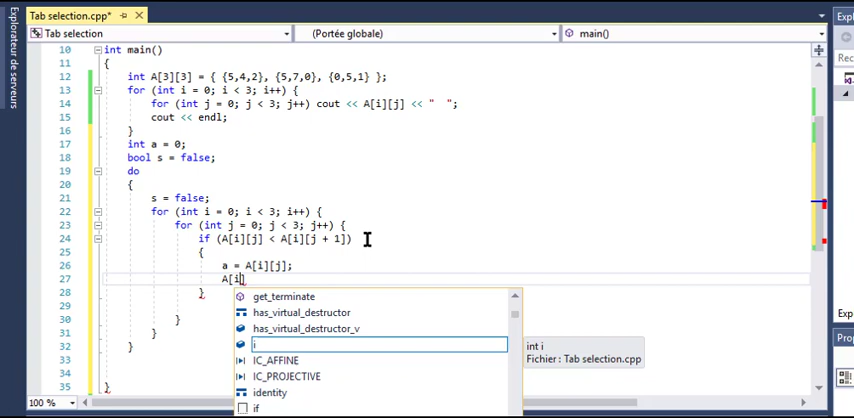 Tab selection.cpp*
Explorateur de serveurs
Tab selection
(Portée globale)
main()
10 int main()
11 {
12 int A[3][3] = { {5,4,2}, {5,7,0}, {0,5,1} };
13 for (int i = 0; i < 3; i++) {
14 for (int j = 0; j < 3; j++) cout << A[i][j] << "  ";
15 cout << endl;
16 }
17 int a = 0;
18 bool s = false;
19 do
20 {
21 s = false;
22 for (int i = 0; i < 3; i++) {
23 for (int j = 0; j < 3; j++) {
24 if (A[i][j] < A[i][j + 1])
25 {
26 a = A[i][j];
27 A[i]
28 }
29
30 }
31 }
32 }
33
34
35 }
get_terminate
has_virtual_destructor
has_virtual_destructor_v
i
IC_AFFINE
IC_PROJECTIVE
identity
if
int i
Fichier : Tab selection.cpp
100 %
Expl
Rec
Exp
Prop